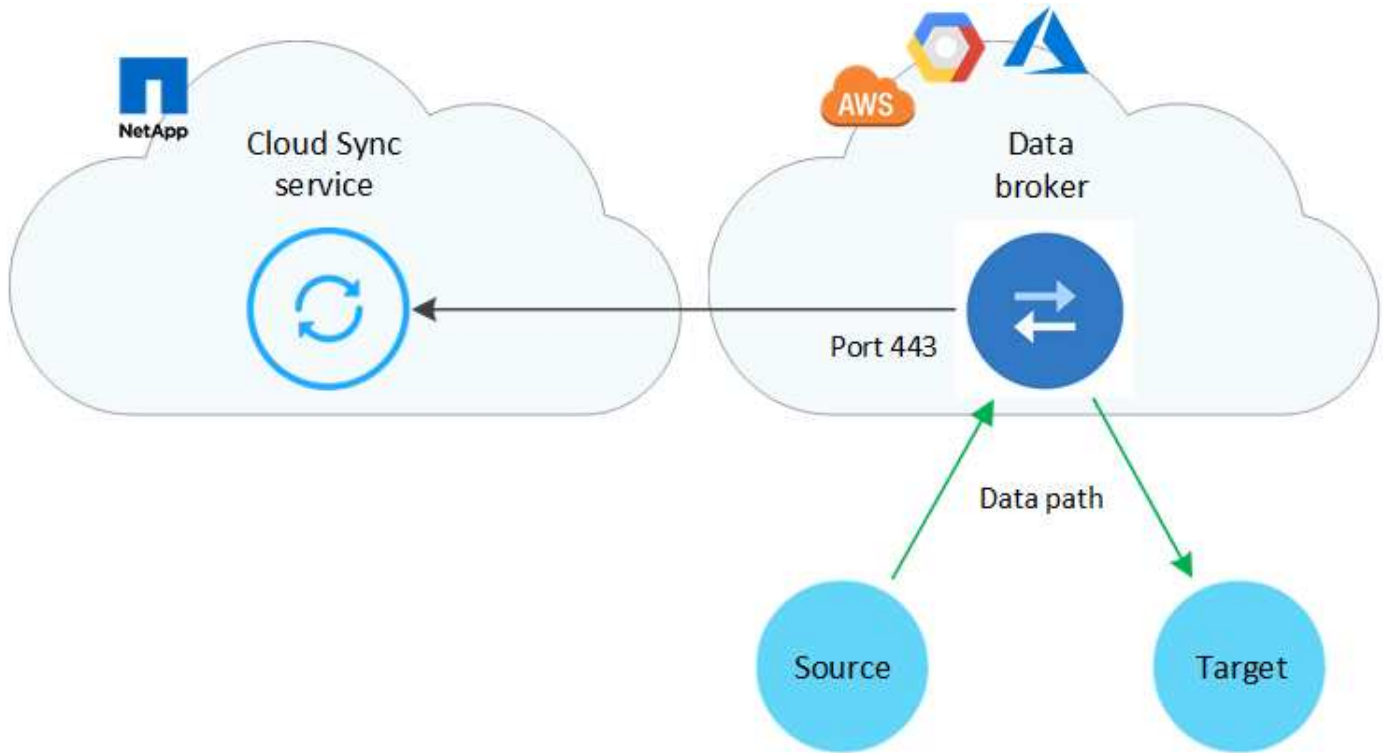 NetApp
Cloud Sync
service
AWS
Data
broker
Port 443
Data path
Source
Target